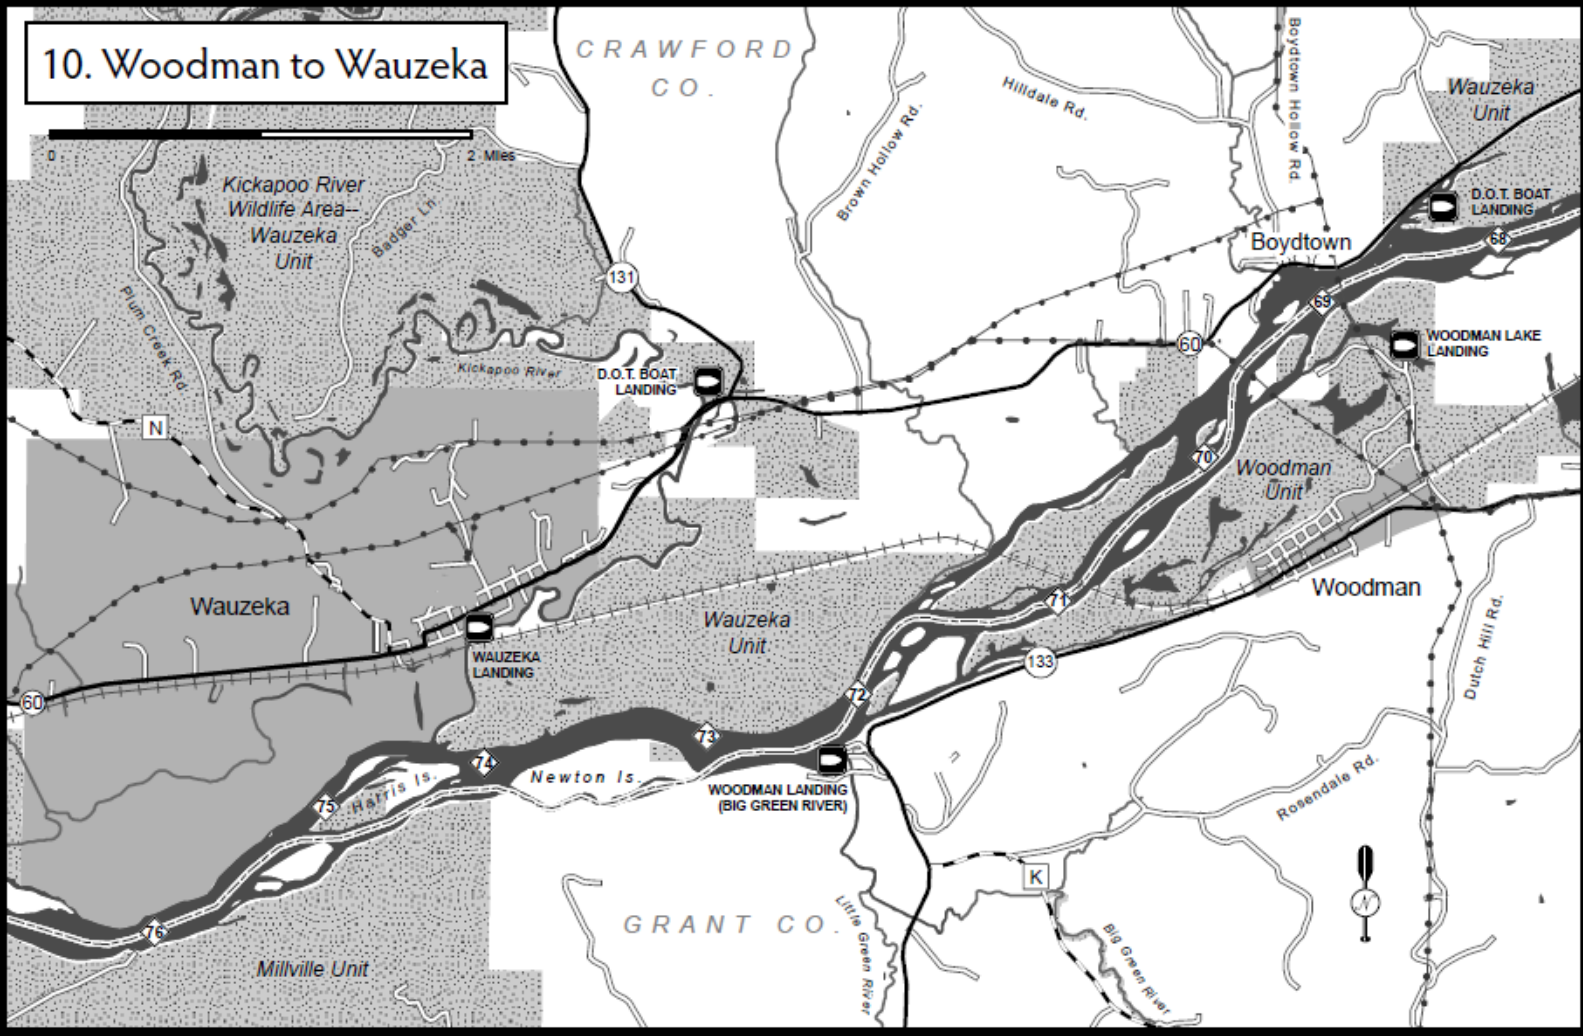 10. Woodman to Wauzeka
0
2 Miles
CRAWFORD
CO.
Kickapoo River
Wildlife Area--
Wauzeka
Unit
Badger Ln
Plum Creek Rd
Brown Hollow Rd.
Hilldale Rd.
Boydtown Hollow Rd.
Wauzeka
Unit
D.O.T. BOAT
LANDING
68
Boydtown
69
131
60
WOODMAN LAKE
LANDING
Kickapoo River
D.O.T. BOAT
LANDING
N
70
Woodman
Unit
Woodman
Wauzeka
71
Wauzeka
Unit
WAUZEKA
LANDING
133
Dutch Hill Rd.
60
72
73
74
Newton Is.
Harris Is.
75
WOODMAN LANDING
(BIG GREEN RIVER)
Rosendale Rd.
K
N
GRANT CO.
Little Green River
Big Green River
76
Millville Unit